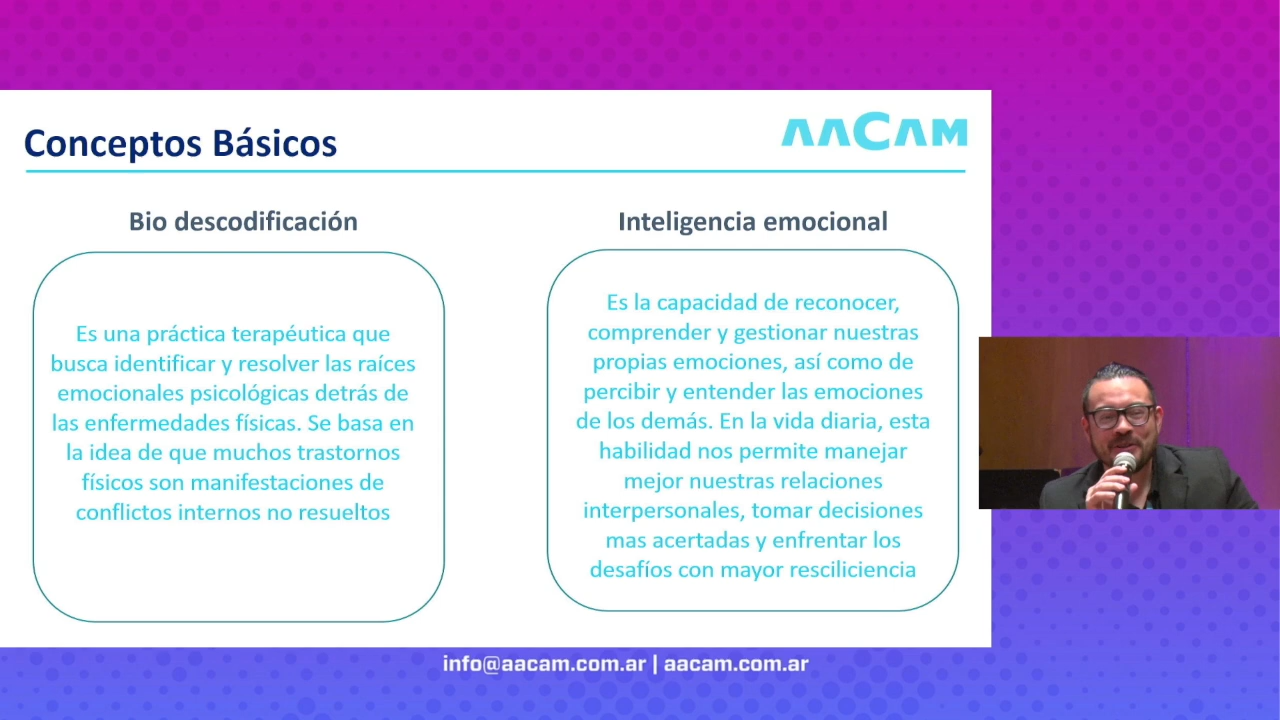 Conceptos Básicos
AACAM
Bio descodificación
Es una práctica terapéutica que
busca identificar y resolver las raíces
emocionales psicológicas detrás de
las enfermedades físicas. Se basa en
la idea de que muchos trastornos
físicos son manifestaciones de
conflictos internos no resueltos
Inteligencia emocional
Es la capacidad de reconocer,
comprender y gestionar nuestras
propias emociones, así como de
percibir y entender las emociones
de los demás. En la vida diaria, esta
habilidad nos permite manejar
mejor nuestras relaciones
interpersonales, tomar decisiones
mas acertadas y enfrentar los
desafíos con mayor resciliciencia
info@aacam.com.ar | aacam.com.ar